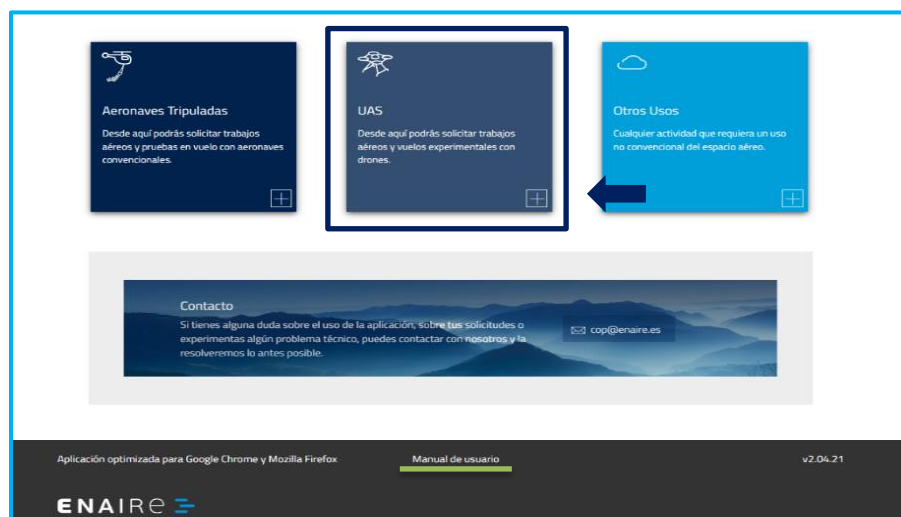 Aeronaves Tripuladas
Desde aquí podrás solicitar trabajos
aéreos y pruebas en vuelo con aeronaves
convencionales.
UAS
Desde aquí podrás solicitar trabajos
aéreos y vuelos experimentales con
drones.
Otros Usos
Cualquier actividad que requiera un uso
no convencional del espacio aéreo.
Contacto
Si tienes alguna duda sobre el uso de la aplicación, sobre tus solicitudes o
experimentas algún problema técnico, puedes contactar con nosotros y la
resolveremos lo antes posible.
cop@enaire.es
Aplicación optimizada para Google Chrome y Mozilla Firefox
Manual de usuario
v2.04.21
ENAIRe